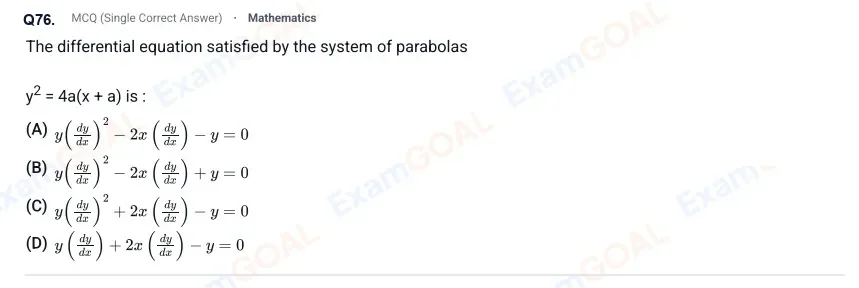 Q76. MCQ (Single Correct Answer) · Mathematics
The differential equation satisfied by the system of parabolas
y² = 4a(x + a) is :
(A) y(dy/dx)² − 2x(dy/dx) − y = 0
(B) y(dy/dx)² − 2x(dy/dx) + y = 0
(C) y(dy/dx)² + 2x(dy/dx) − y = 0
(D) y(dy/dx) + 2x(dy/dx) − y = 0